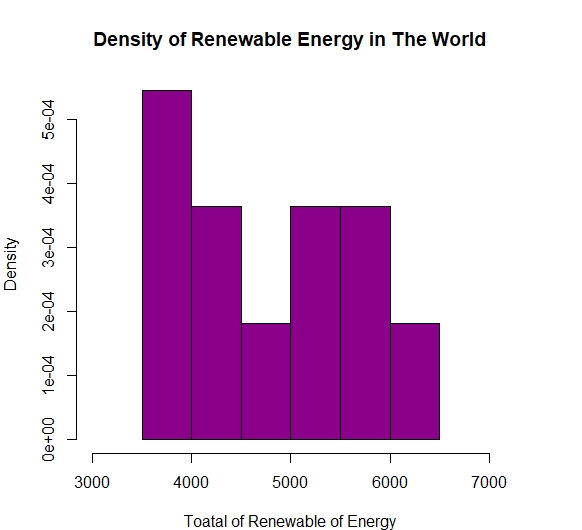 Density of Renewable Energy in The World
Density
5e-04
4e-04
3e-04
2e-04
1e-04
0e+00
3000 4000 5000 6000 7000
Toatal of Renewable of Energy